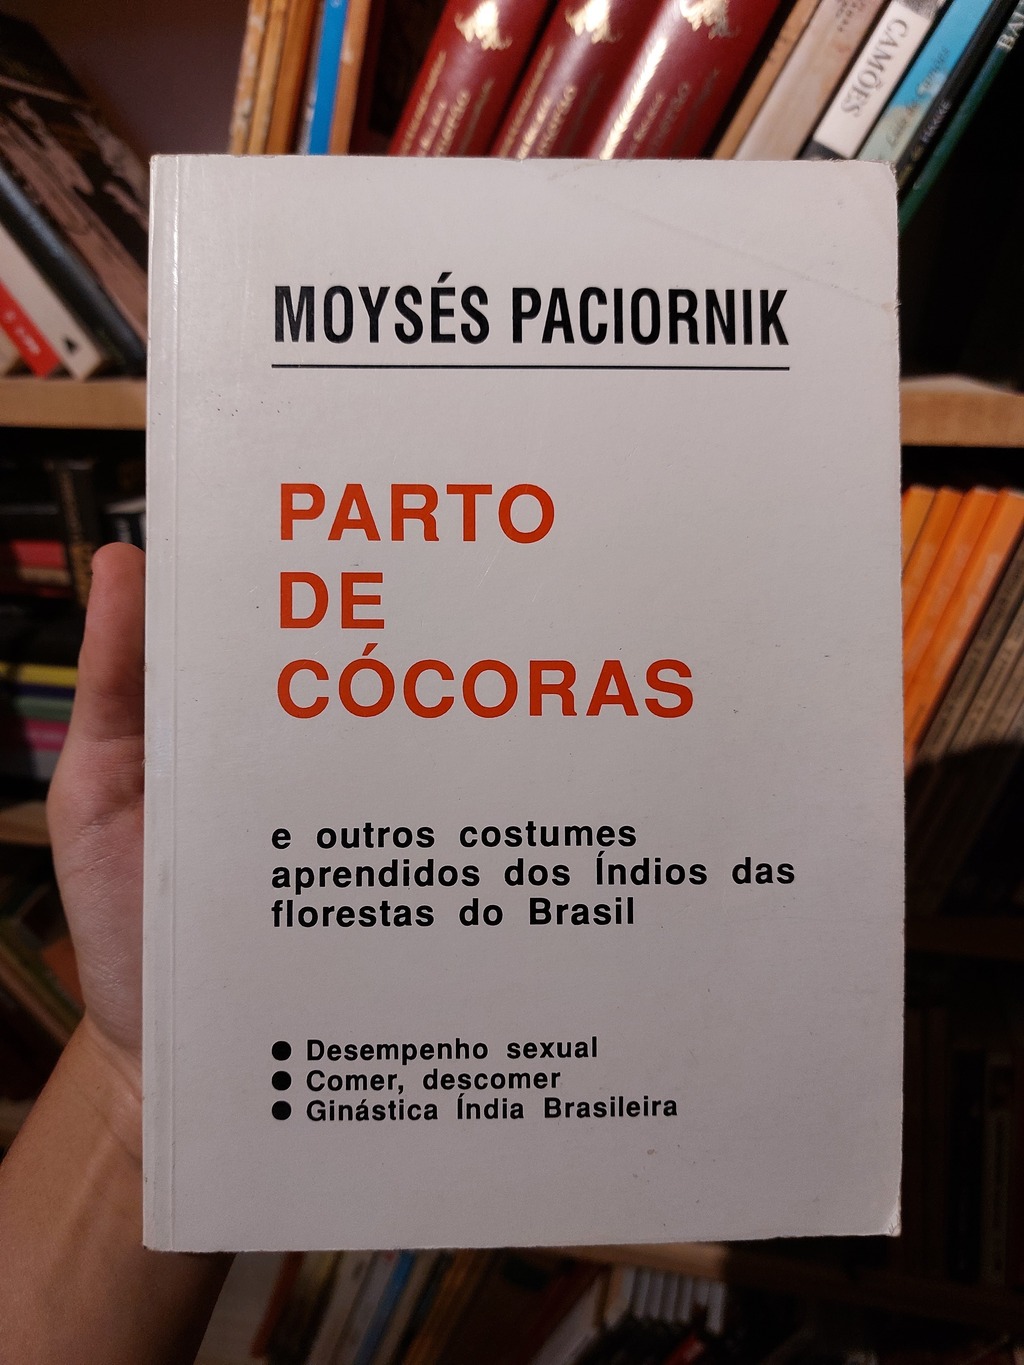 CAMÕES
MOYSÉS PACIORNIK
PARTO
DE
CÓCORAS
e outros costumes
aprendidos dos Índios das
florestas do Brasil
● Desempenho sexual
● Comer, descomer
● Ginástica Índia Brasileira